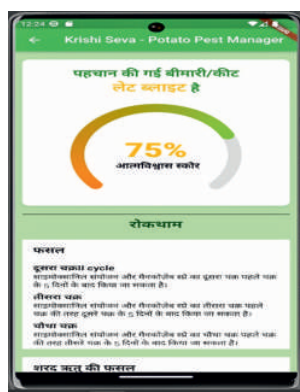 12:24
Krishi Seva - Potato Pest Manager
पहचान की गई बीमारी/कीट
लेट ब्लाइट है
75%
आत्मविश्वास स्कोर
रोकथाम
फसल
दूसरा चक्रII cycle
साइमोक्सानिल संयोजन और मैनकोज़ेब स्प्रे का दूसरा चक्र पहले चक्र
के 5 दिनों के बाद किया जा सकता है।
तीसरा चक्र
साइमोक्सानिल संयोजन और मैनकोज़ेब स्प्रे का तीसरा चक्र पहले
चक्र की तरह दूसरे चक्र के 5 दिनों के बाद किया जा सकता है।
चौथा चक्र
साइमोक्सानिल संयोजन और मैनकोज़ेब स्प्रे का चौथा चक्र पहले चक्र
की तरह तीसरे चक्र के 5 दिनों के बाद किया जा सकता है।
शरद ऋतु की फसल